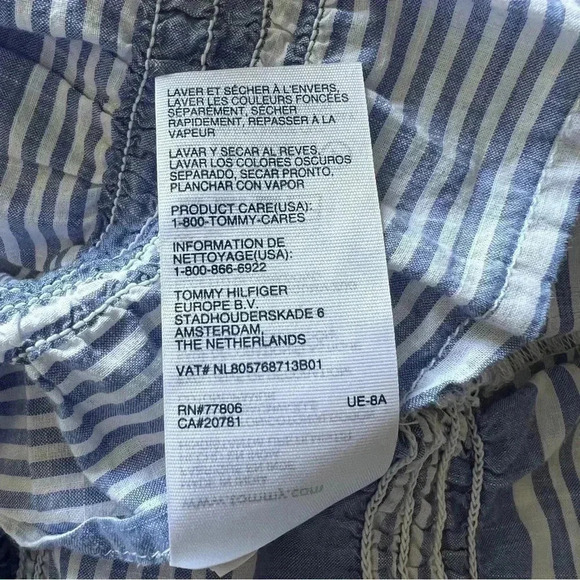 LAVER ET SÉCHER À L'ENVERS,
LAVER LES COULEURS FONCÉES
SÉPARÉMENT, SÉCHER
RAPIDEMENT, REPASSER À LA
VAPEUR
LAVAR Y SECAR AL REVES,
LAVAR LOS COLORES OSCUROS
SEPARADO, SECAR PRONTO,
PLANCHAR CON VAPOR
PRODUCT CARE(USA):
1-800-TOMMY-CARES
INFORMATION DE
NETTOYAGE(USA):
1-800-866-6922
TOMMY HILFIGER
EUROPE B.V.
STADHOUDERSKADE 6
AMSTERDAM,
THE NETHERLANDS
VAT# NL805768713B01
RN#77806 UE-8A
CA#20781
www.tommy.com